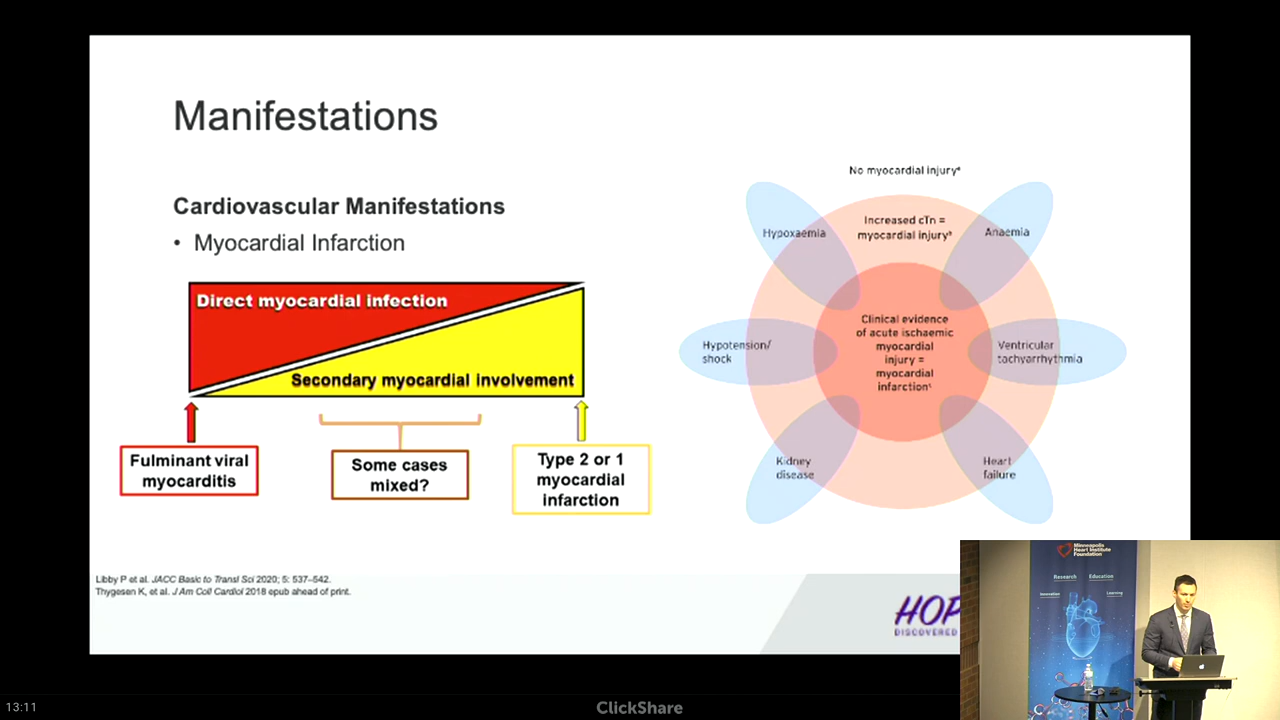 Manifestations
Cardiovascular Manifestations
• Myocardial Infarction
Direct myocardial infection
Secondary myocardial involvement
Fulminant viral
myocarditis
Some cases
mixed?
Type 2 or 1
myocardial
infarction
No myocardial injuryᵃ
Increased cTn =
myocardial injuryᵇ
Hypoxaemia
Anaemia
Clinical evidence
of acute ischaemic
myocardial
injury =
myocardial
infarctionᶜ
Hypotension/
shock
Ventricular
tachyarrhythmia
Kidney
disease
Heart
failure
Libby P et al. JACC Basic to Transl Sci 2020; 5: 537–542.
Thygesen K, et al. J Am Coll Cardiol 2018 epub ahead of print.
HOP
DISCOVERED
Minneapolis
Heart Institute
Foundation
Research Education
Innovation Learning
13:11
ClickShare